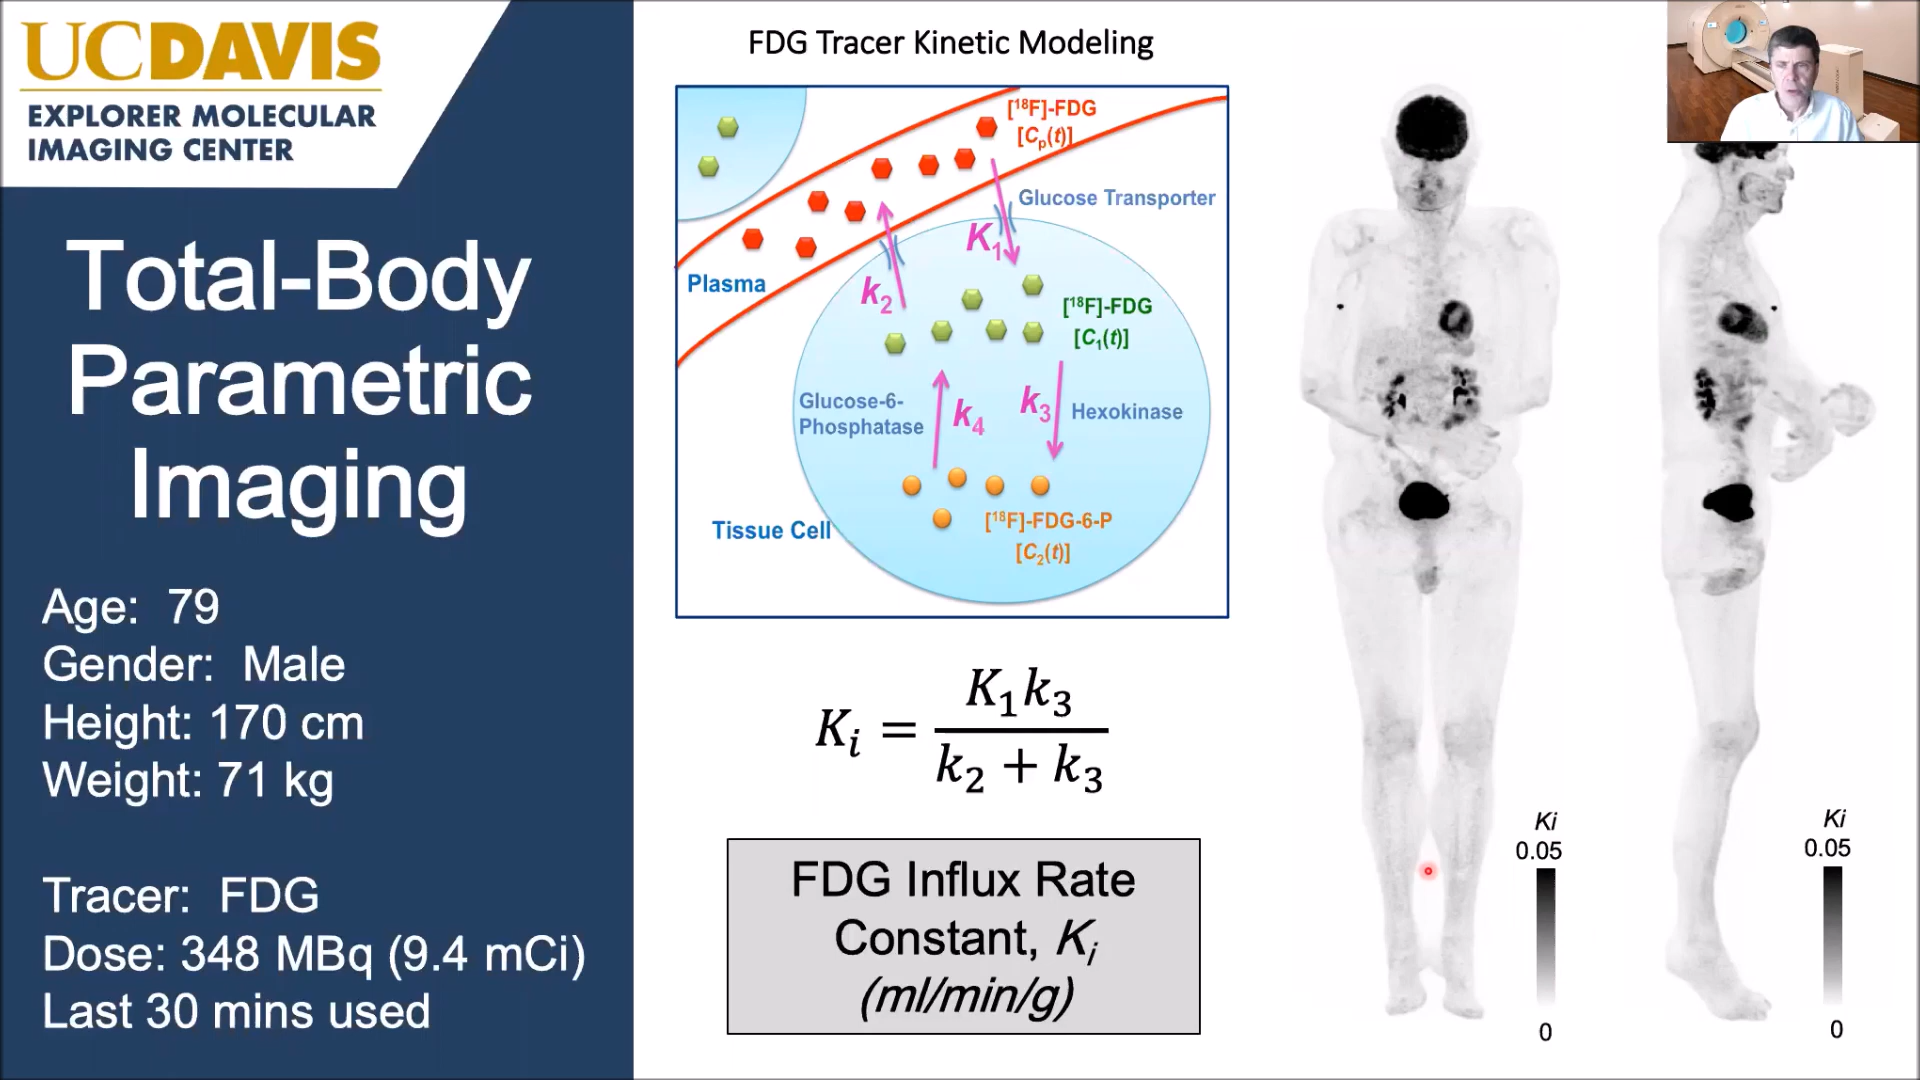 UCDAVIS
EXPLORER MOLECULAR
IMAGING CENTER
Total-Body
Parametric
Imaging
Age: 79
Gender: Male
Height: 170 cm
Weight: 71 kg
Tracer: FDG
Dose: 348 MBq (9.4 mCi)
Last 30 mins used
FDG Tracer Kinetic Modeling
[¹⁸F]-FDG
[Cₚ(t)]
Glucose Transporter
K₁
Plasma
k₂
[¹⁸F]-FDG
[C₁(t)]
Glucose-6-
Phosphatase
k₄
k₃
Hexokinase
Tissue Cell
[¹⁸F]-FDG-6-P
[C₂(t)]
Kᵢ = K₁k₃ / k₂ + k₃
FDG Influx Rate
Constant, Kᵢ
(ml/min/g)
Ki
0.05
0
Ki
0.05
0